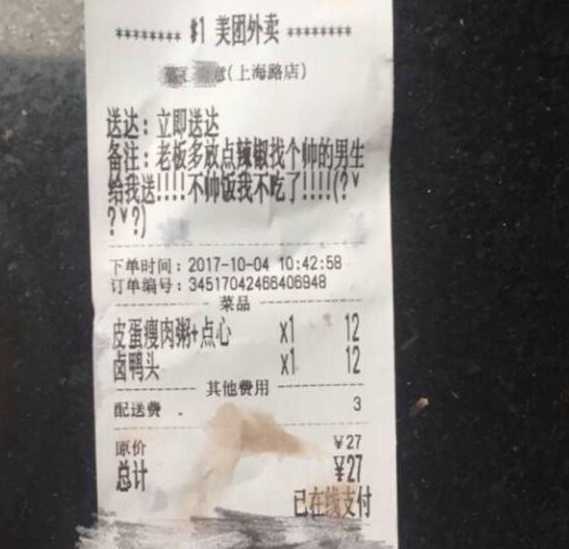 ******** #1 美团外卖 ********
(上海路店)
送达：立即送达
备注：老板多放点辣椒找个帅的男生
给我送!!!!不帅饭我不吃了!!!!(?ˇ
?ˇ?)
下单时间：2017-10-04 10:42:58
订单编号：34517042466406948
菜品
皮蛋瘦肉粥+点心 x1 12
卤鸭头 x1 12
其他费用
配送费 3
原价 ¥27
总计 ¥27
已在线支付